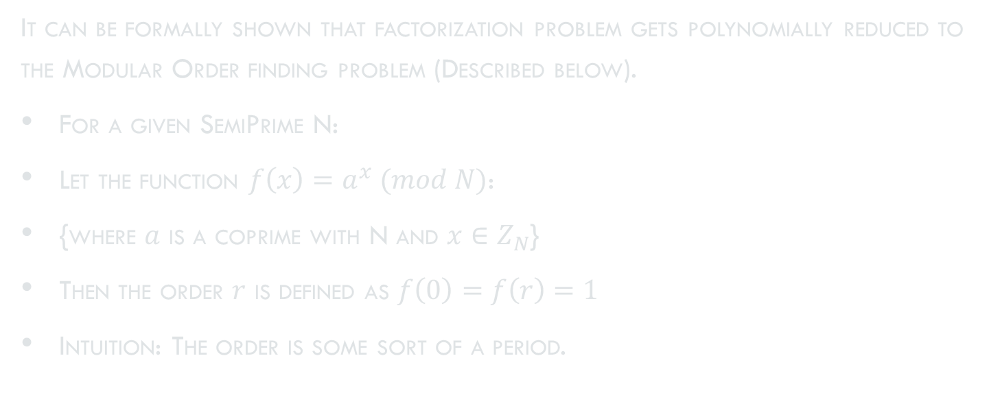 It can be formally shown that factorization problem gets polynomially reduced to
the Modular Order finding problem (Described below).
• For a given SemiPrime N:
• Let the function f(x) = a^x (mod N):
• {where a is a coprime with N and x ∈ Z_N}
• Then the order r is defined as f(0) = f(r) = 1
• Intuition: The order is some sort of a period.